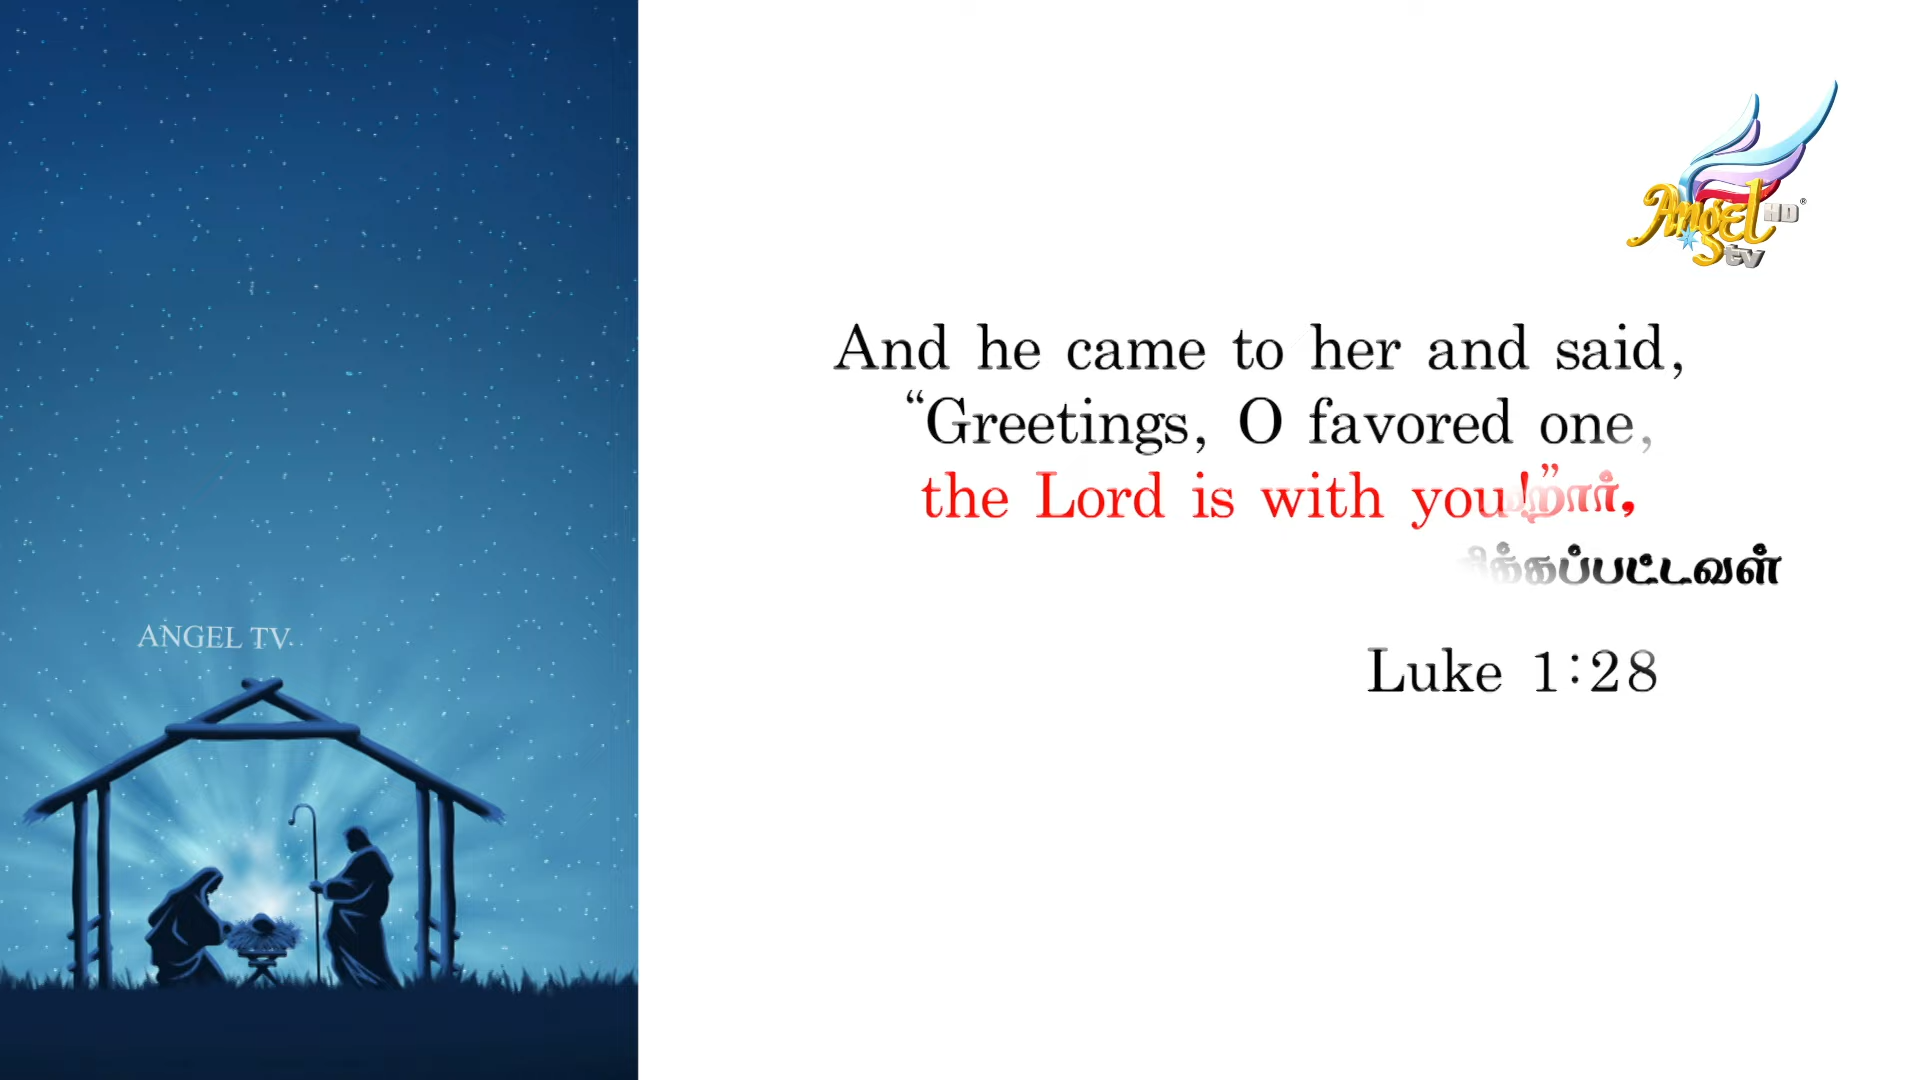 Angel HD®
tv
And he came to her and said,
“Greetings, O favored one,
the Lord is with you!”
Luke 1:28
ANGEL TV